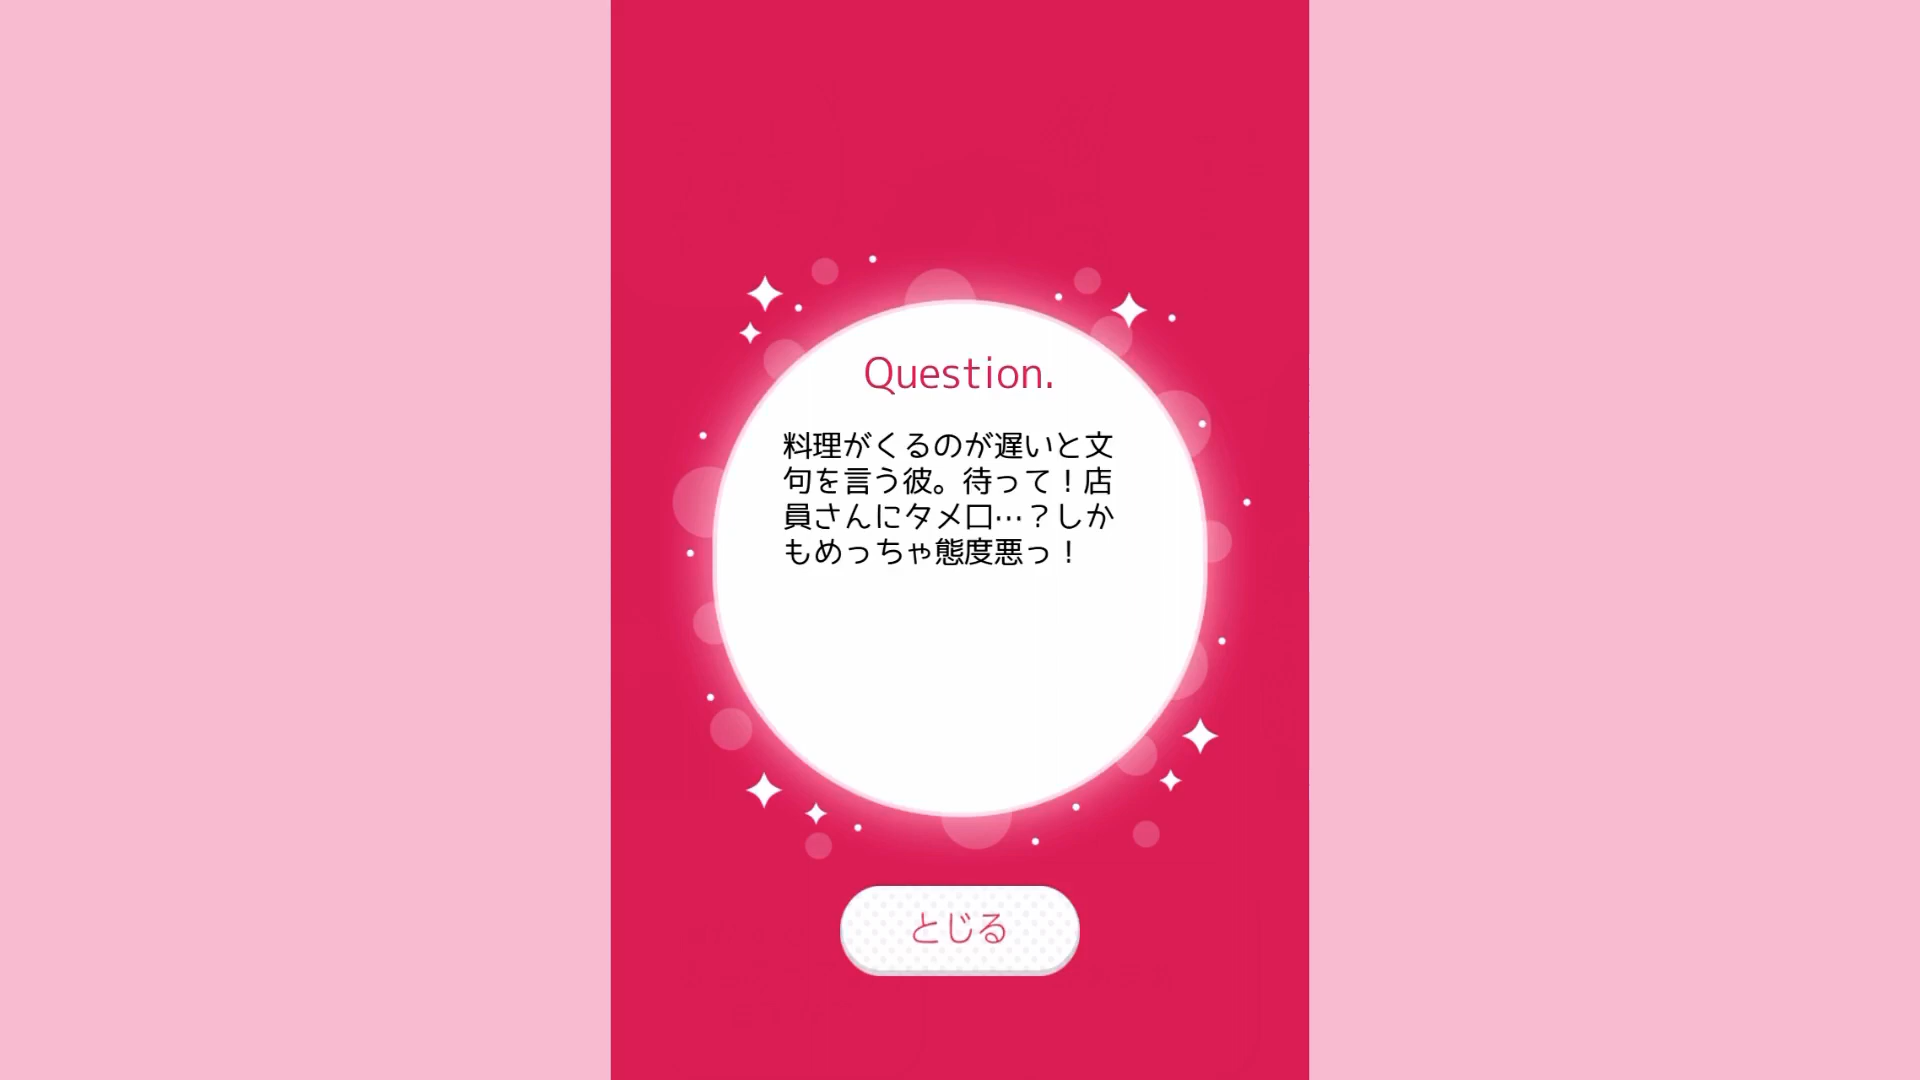 Question.
料理がくるのが遅いと文
句を言う彼。待って！店
員さんにタメ口…？しか
もめっちゃ態度悪っ！
とじる